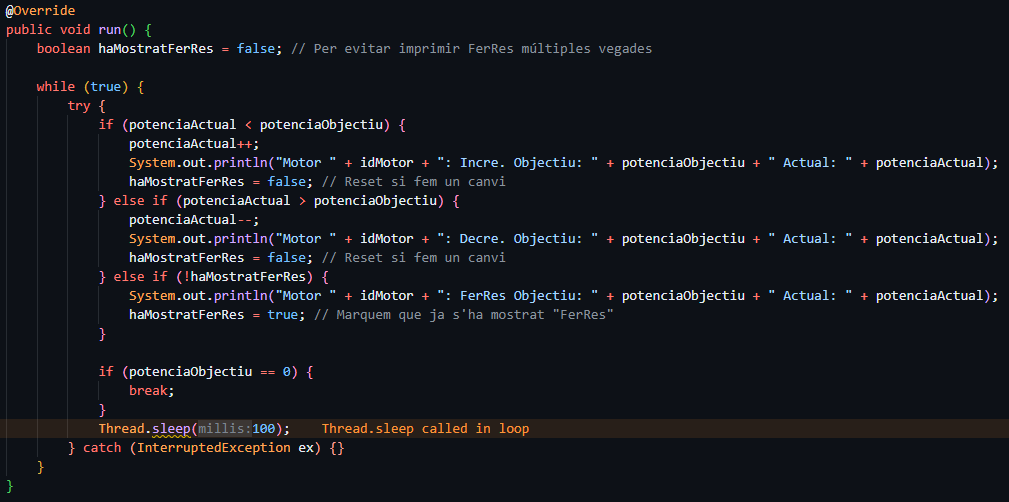 @Override
public void run() {
    boolean haMostratFerRes = false; // Per evitar imprimir FerRes múltiples vegades

    while (true) {
        try {
            if (potenciaActual < potenciaObjectiu) {
                potenciaActual++;
                System.out.println("Motor " + idMotor + ": Incre. Objectiu: " + potenciaObjectiu + " Actual: " + potenciaActual);
                haMostratFerRes = false; // Reset si fem un canvi
            } else if (potenciaActual > potenciaObjectiu) {
                potenciaActual--;
                System.out.println("Motor " + idMotor + ": Decre. Objectiu: " + potenciaObjectiu + " Actual: " + potenciaActual);
                haMostratFerRes = false; // Reset si fem un canvi
            } else if (!haMostratFerRes) {
                System.out.println("Motor " + idMotor + ": FerRes Objectiu: " + potenciaObjectiu + " Actual: " + potenciaActual);
                haMostratFerRes = true; // Marquem que ja s'ha mostrat "FerRes"
            }

            if (potenciaObjectiu == 0) {
                break;
            }
            Thread.sleep(millis:100);    Thread.sleep called in loop
        } catch (InterruptedException ex) {}
    }
}